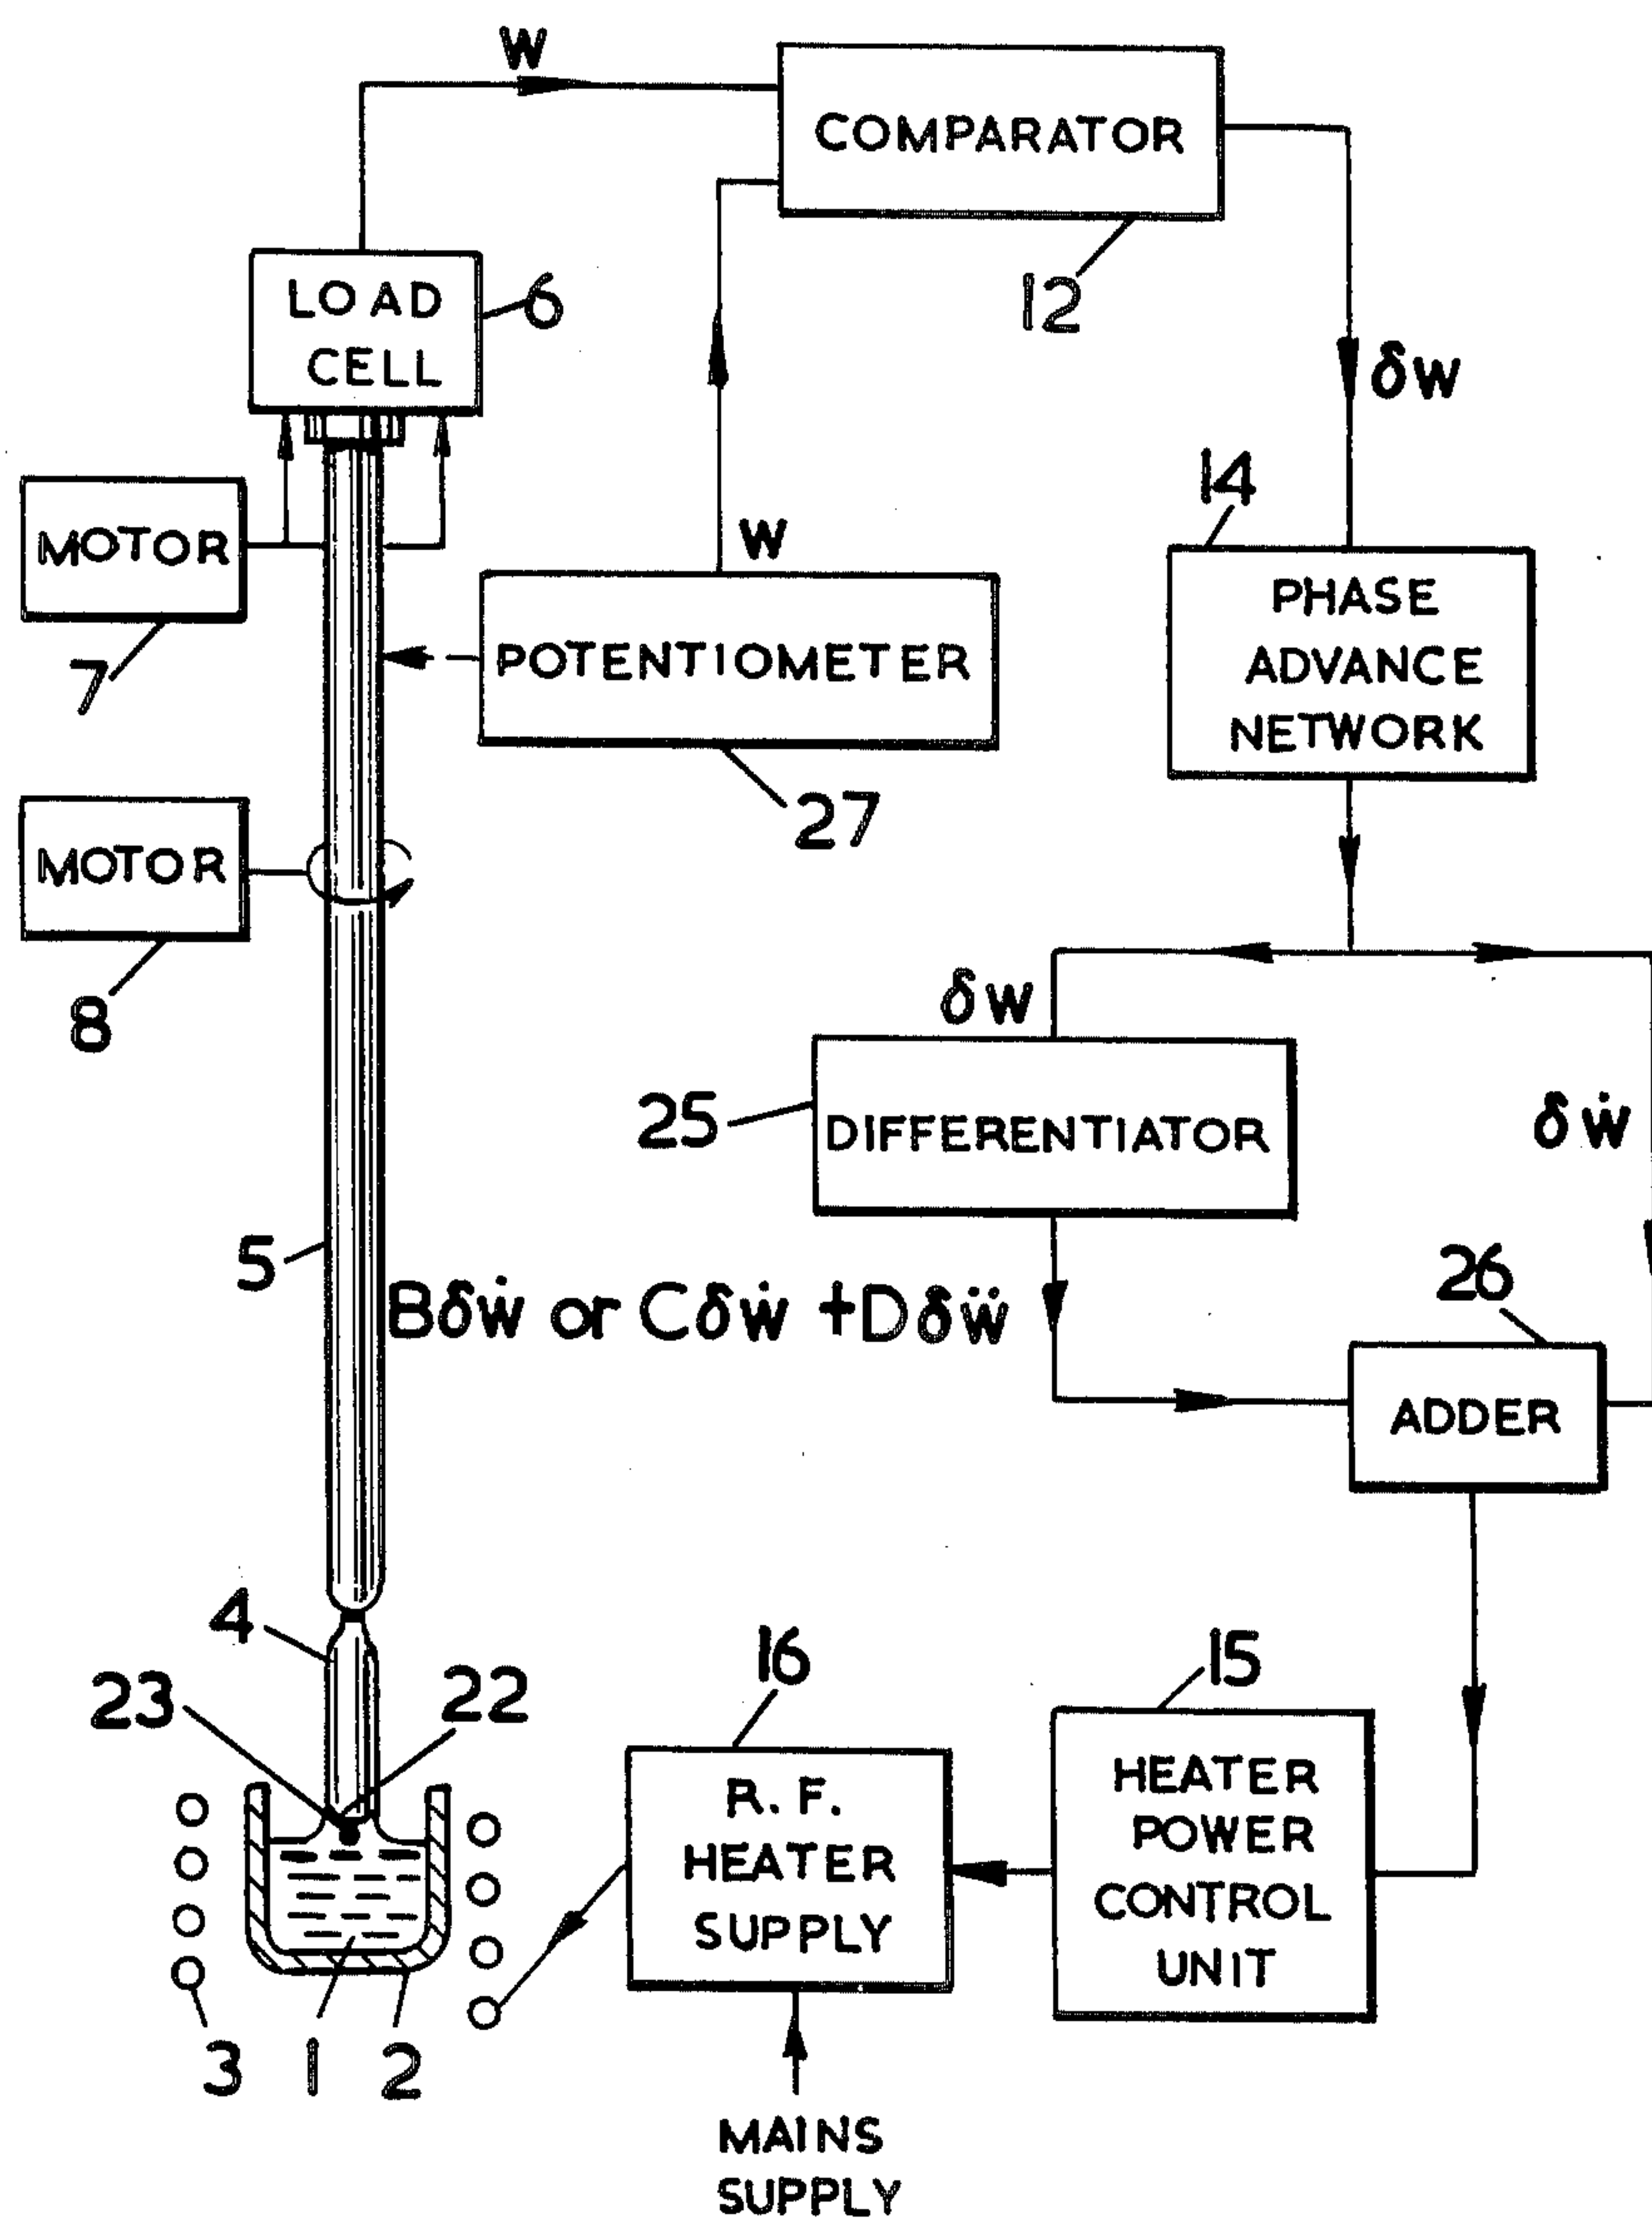 W
COMPARATOR
12
LOAD
CELL
6
δw
14
MOTOR
7
W
POTENTIOMETER
27
PHASE
ADVANCE
NETWORK
MOTOR
8
δw
25
DIFFERENTIATOR
δẇ
5
Bδẇ or Cδẇ +Dδẅ
26
ADDER
4
23
22
16
15
R. F.
HEATER
SUPPLY
HEATER
POWER
CONTROL
UNIT
3
1
2
MAINS
SUPPLY